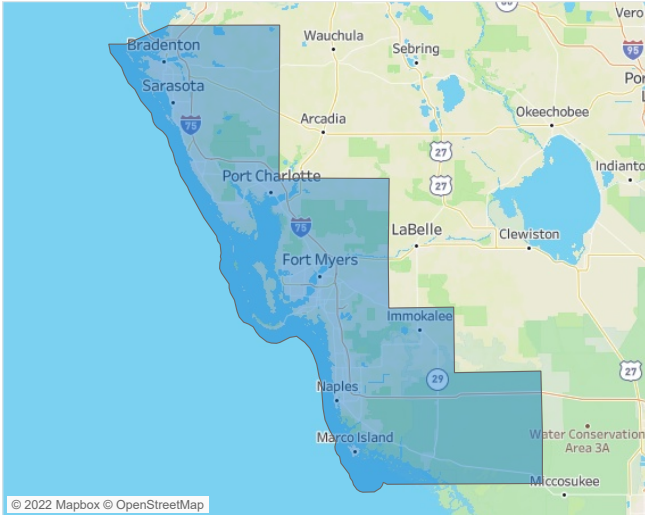 Vero
95
Bradenton
Wauchula
Sebring
Sarasota
75
Arcadia
Okeechobee
27
Indianto
Port Charlotte
27
75
LaBelle
Clewiston
Fort Myers
Immokalee
27
29
Naples
Marco Island
Water Conservation
Area 3A
Miccosukee
© 2022 Mapbox © OpenStreetMap